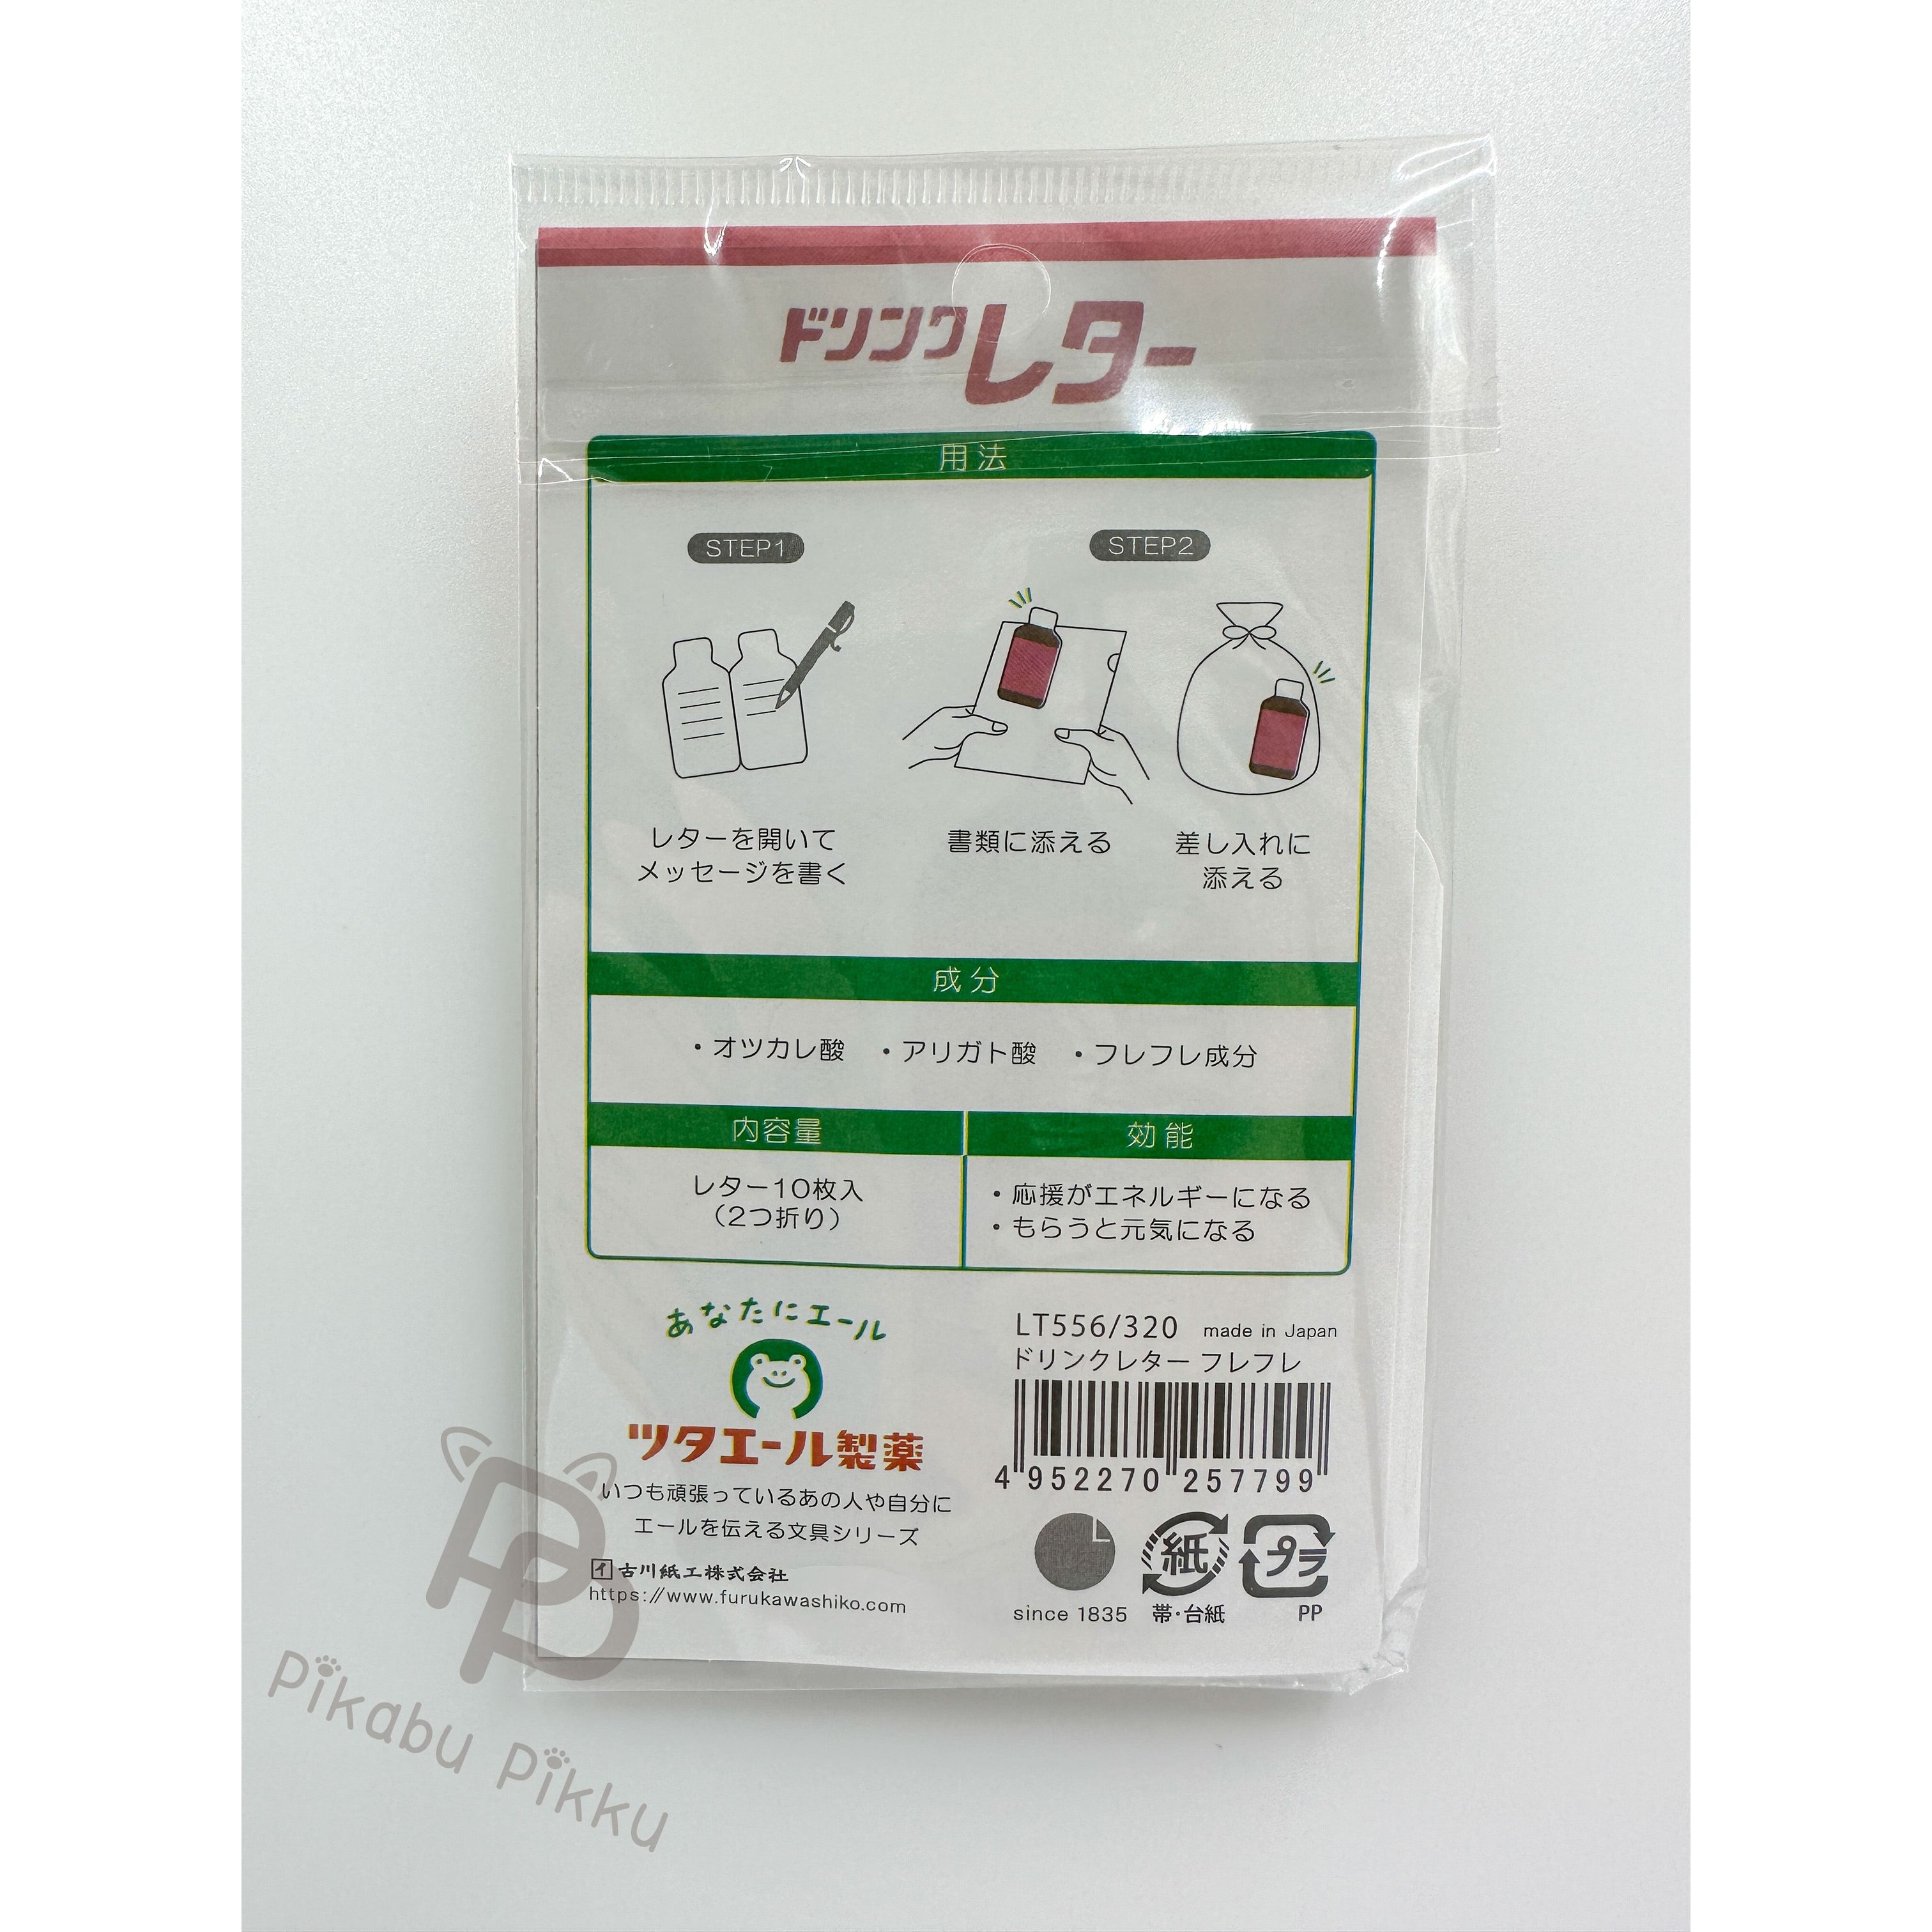 ドリンクレター
用法
STEP1
STEP2
レターを開いて
メッセージを書く
書類に添える
差し入れに
添える
成分
・オツカレ酸 ・アリガト酸 ・フレフレ成分
内容量
効能
レター10枚入
(2つ折り)
・応援がエネルギーになる
・もらうと元気になる
あなたにエール
ツタエール製薬
いつも頑張っているあの人や自分に
エールを伝える文具シリーズ
イ 古川紙工株式会社
https://www.furukawashiko.com
LT556/320 made in Japan
ドリンクレター フレフレ
4 952270 257799
since 1835
紙
帯・台紙
プラ
PP
Pikabu Pikku